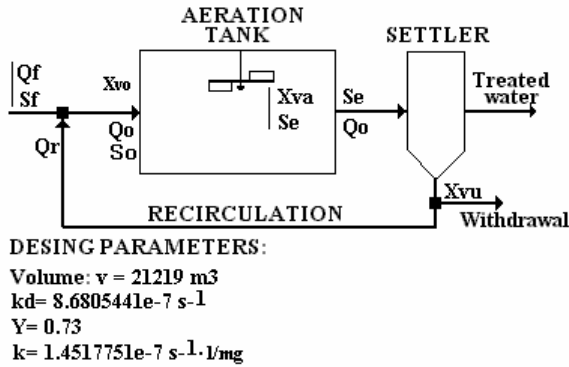 AERATION
TANK
SETTLER
Qf
Sf
Xvo
Qo
So
Qr
Xva
Se
Se
Qo
Treated
water
Xvu
Withdrawal
RECIRCULATION
DESING PARAMETERS:
Volume: v = 21219 m3
kd= 8.6805441e-7 s-1
Y= 0.73
k= 1.4517751e-7 s-1·l/mg